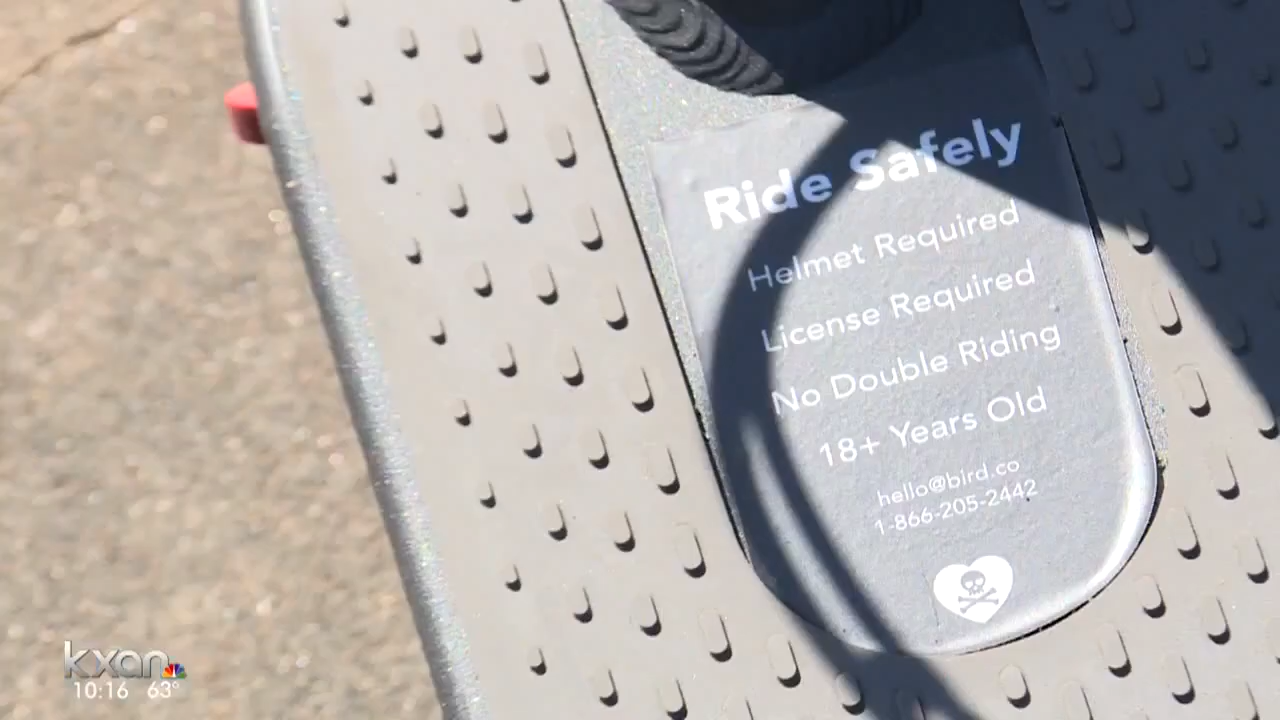 Ride Safely
Helmet Required
License Required
No Double Riding
18+ Years Old
hello@bird.co
1-866-205-2442
kxan
10:16 63°